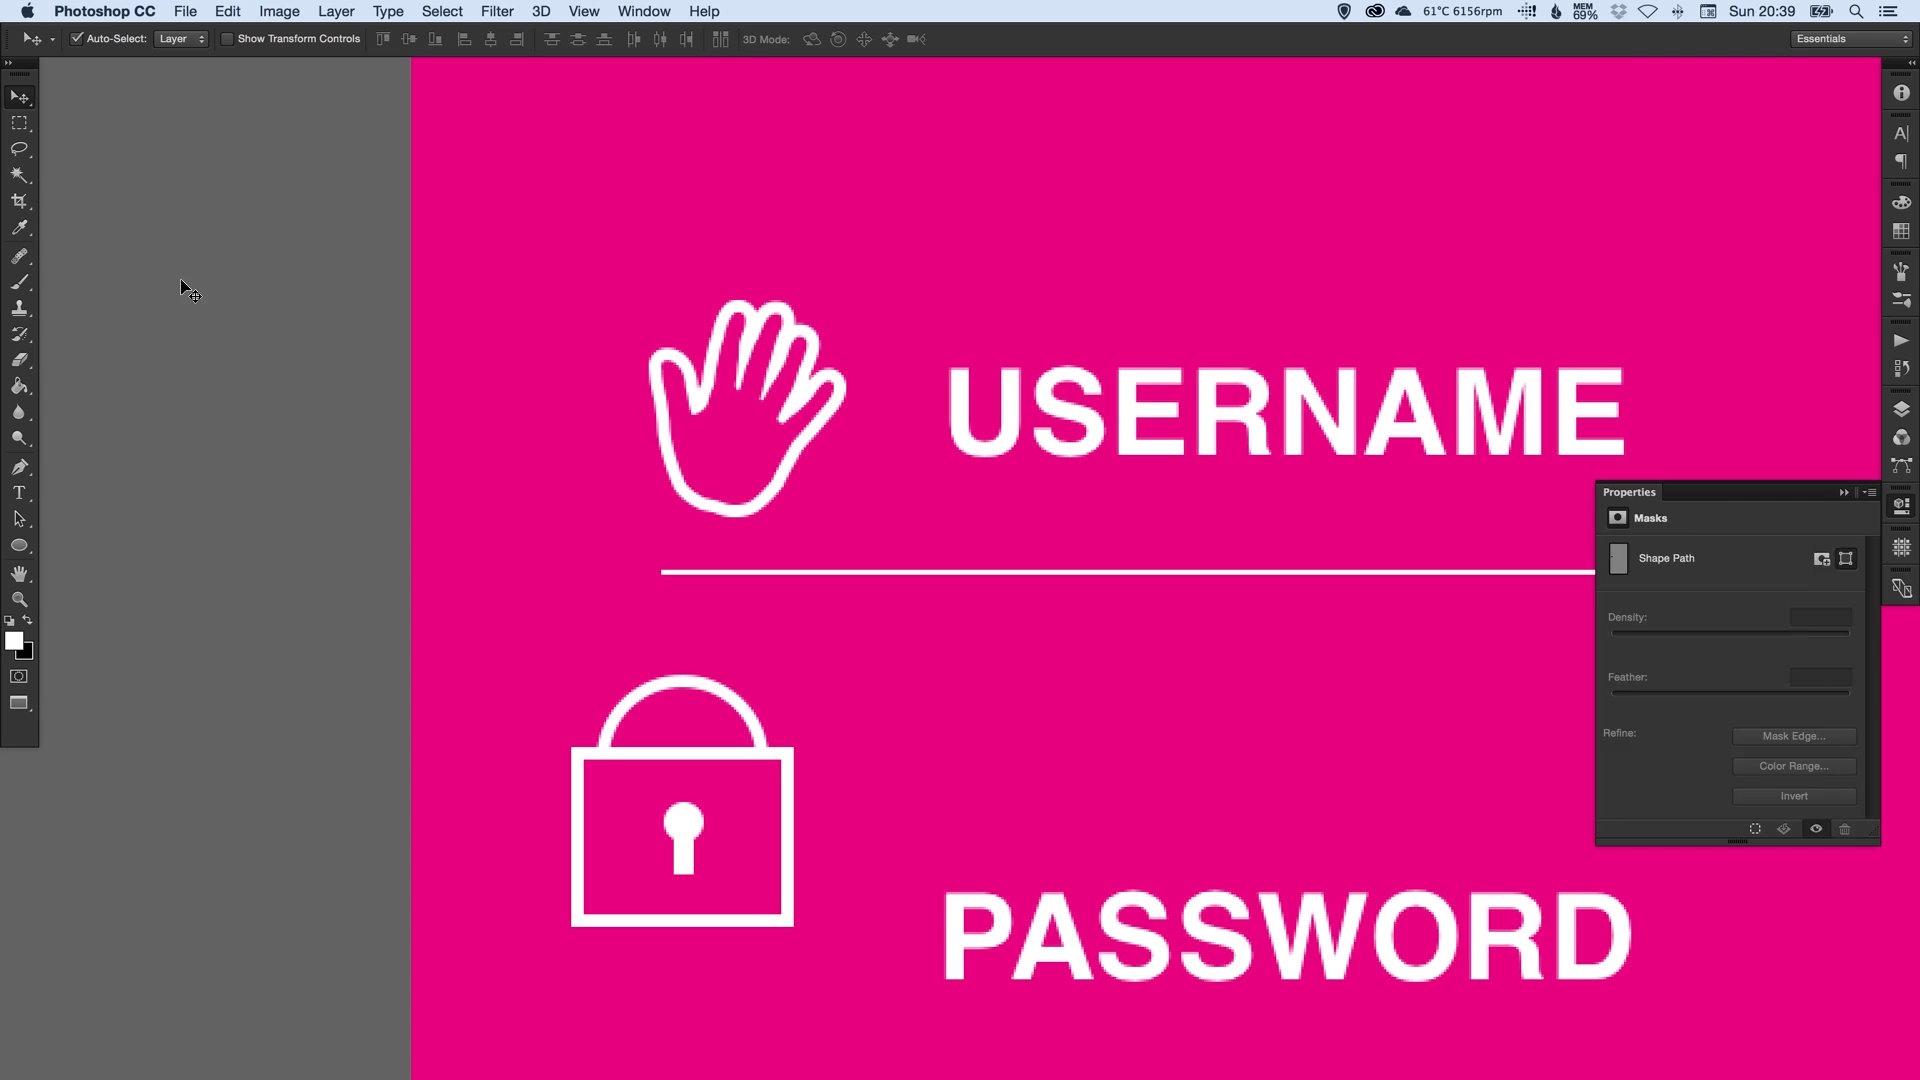 Photoshop CC File Edit Image Layer Type Select Filter 3D View Window Help 61°C 6156rpm MEM 69% Sun 20:39
Auto-Select: Layer Show Transform Controls 3D Mode: Essentials
USERNAME
Properties
Masks
Shape Path
Density:
Feather:
Refine: Mask Edge...
Color Range...
Invert
PASSWORD